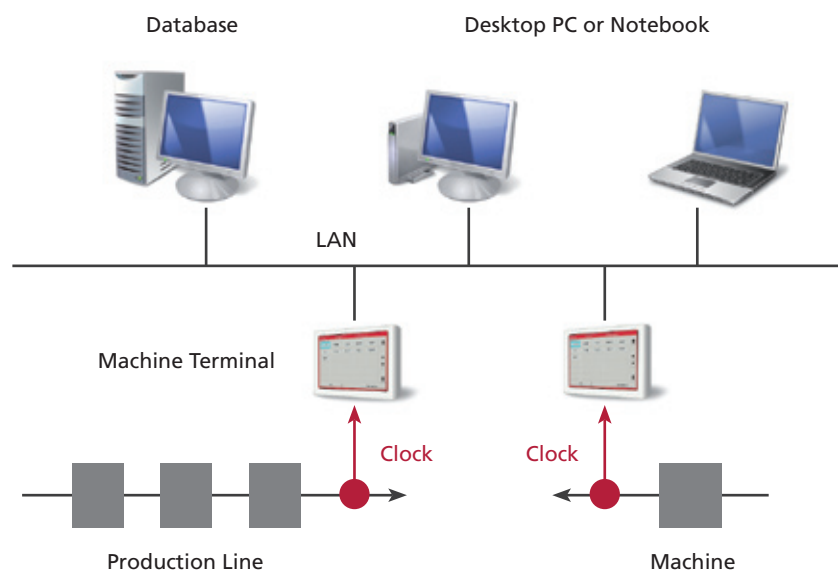 Database
Desktop PC or Notebook
LAN
Machine Terminal
Clock
Clock
Production Line
Machine